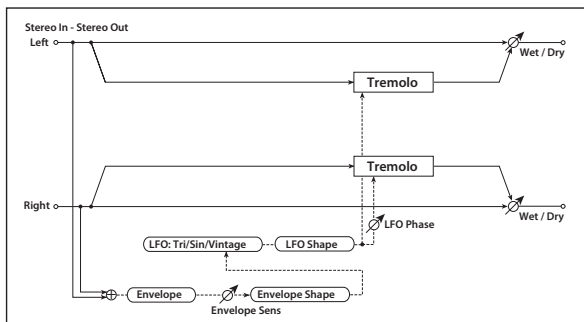 Stereo In - Stereo Out
Left
Wet / Dry
Tremolo
Tremolo
Right
Wet / Dry
LFO Phase
LFO: Tri/Sin/Vintage
LFO Shape
Envelope
Envelope Sens
Envelope Shape